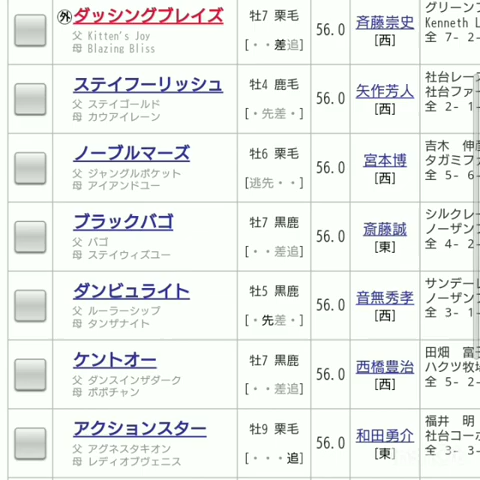 グリーンフ
外 ダッシングブレイズ 牡7 栗毛 56.0 斉藤崇史 Kenneth L
父 Kitten's Joy [西] 全 7- 2-
母 Blazing Bliss [・・差追]
ステイフーリッシュ 牡4 鹿毛 56.0 矢作芳人 社台レー
父 ステイゴールド [西] 社台ファー
母 カウアイレーン [・先差・] 全 2- 1-
ノーブルマーズ 牡6 栗毛 56.0 宮本博 吉木 伸
父 ジャングルポケット [西] タガミファ
母 アイアンドユー [逃先・・] 全 5- 6-
ブラックバゴ 牡7 黒鹿 56.0 斎藤誠 シルクレー
父 バゴ [東] ノーザンフ
母 ステイウィズユー [・・差追] 全 4- 2-
ダンビュライト 牡5 黒鹿 56.0 音無秀孝 サンデーレ
父 ルーラーシップ [西] ノーザンフ
母 タンザナイト [・先差・] 全 3- 1-
ケントオー 牡7 黒鹿 56.0 西橋豊治 田畑 富子
父 ダンスインザダーク [西] ハクツ牧場
母 ボボチャン [・・差追] 全 5- 2-
アクションスター 牡9 栗毛 56.0 和田勇介 福井 明
父 アグネスタキオン [東] 社台コーポ
母 レディオブヴェニス [・・・追] 全 3- 3-